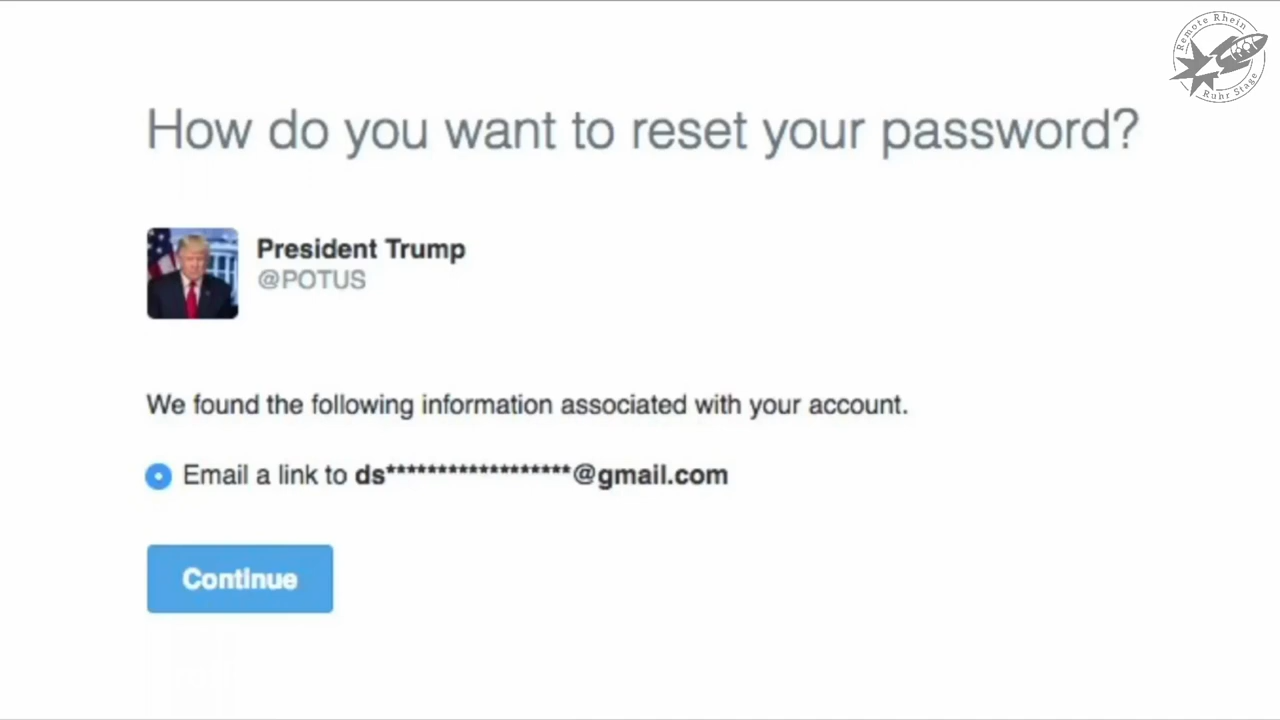 Remote Rhein
Ruhr Stage
How do you want to reset your password?
President Trump
@POTUS
We found the following information associated with your account.
Email a link to ds******************@gmail.com
Continue